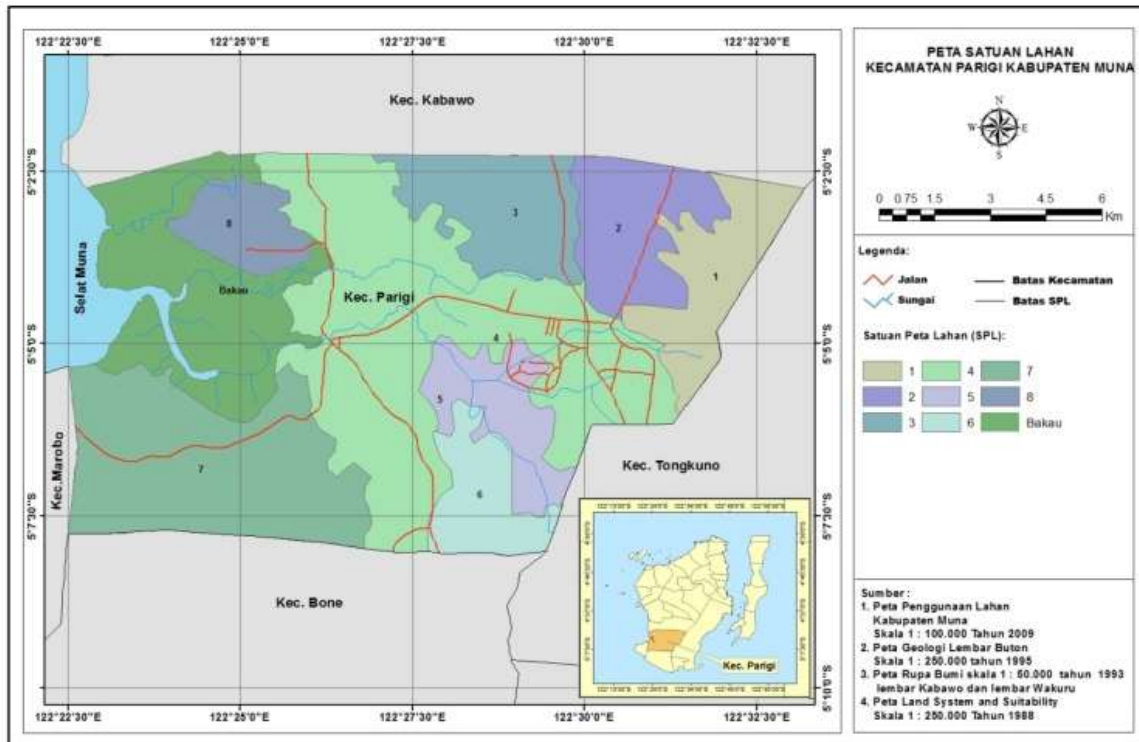 122°22'30"E 122°25'0"E 122°27'30"E 122°30'0"E 122°32'30"E
Kec. Kabawo
5°2'30"S
5°2'30"S
Selat Muna
8
3
2
1
Bakau
Kec. Parigi
4
5°5'0"S
5°5'0"S
5
Kec.Marobo
7
6
Kec. Tongkuno
5°7'30"S
5°7'30"S
Kec. Bone
Kec. Parigi
5°10'0"S
122°22'30"E 122°25'0"E 122°27'30"E 122°30'0"E 122°32'30"E
PETA SATUAN LAHAN
KECAMATAN PARIGI KABUPATEN MUNA
N
W E
S
0 0.75 1.5 3 4.5 6
Km
Legenda:
Jalan Batas Kecamatan
Sungai Batas SPL
Satuan Peta Lahan (SPL):
1 4 7
2 5 8
3 6 Bakau
Sumber :
1. Peta Penggunaan Lahan
Kabupaten Muna
Skala 1 : 100.000 Tahun 2009
2. Peta Geologi Lembar Buton
Skala 1 : 250.000 tahun 1995
3. Peta Rupa Bumi skala 1 : 50.000 tahun 1993
lembar Kabawo dan lembar Wakuru
4. Peta Land System and Suitability
Skala 1 : 250.000 Tahun 1988